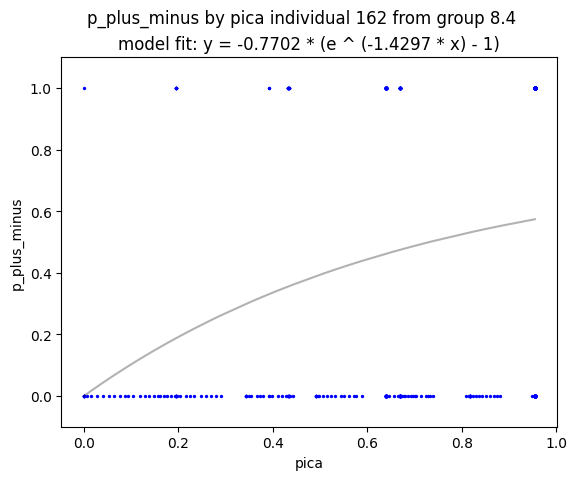 p_plus_minus by pica individual 162 from group 8.4
model fit: y = -0.7702 * (e ^ (-1.4297 * x) - 1)
1.0
0.8
0.6
0.4
0.2
0.0
p_plus_minus
0.0 0.2 0.4 0.6 0.8 1.0
pica